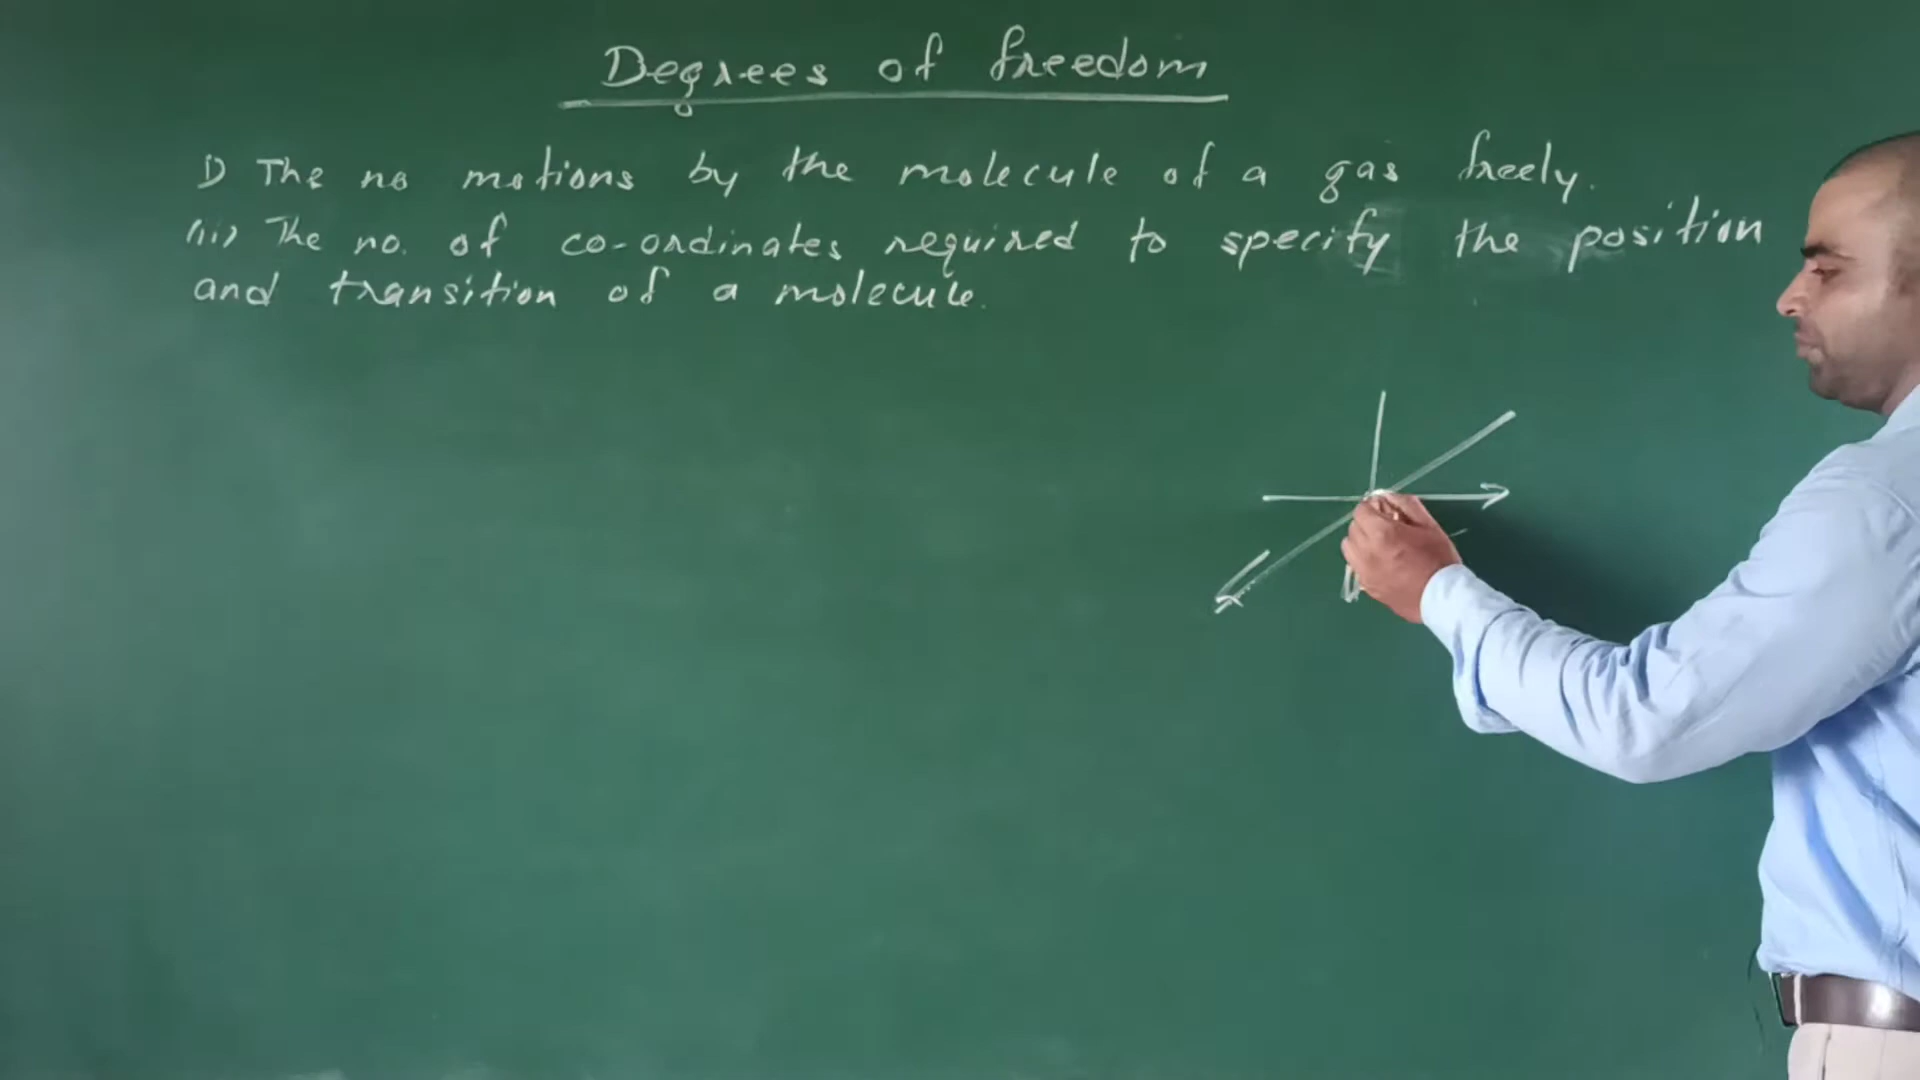 Degrees of freedom
1) The no motions by the molecule of a gas freely.
(ii) The no. of co-ordinates required to specify the position
and transition of a molecule.